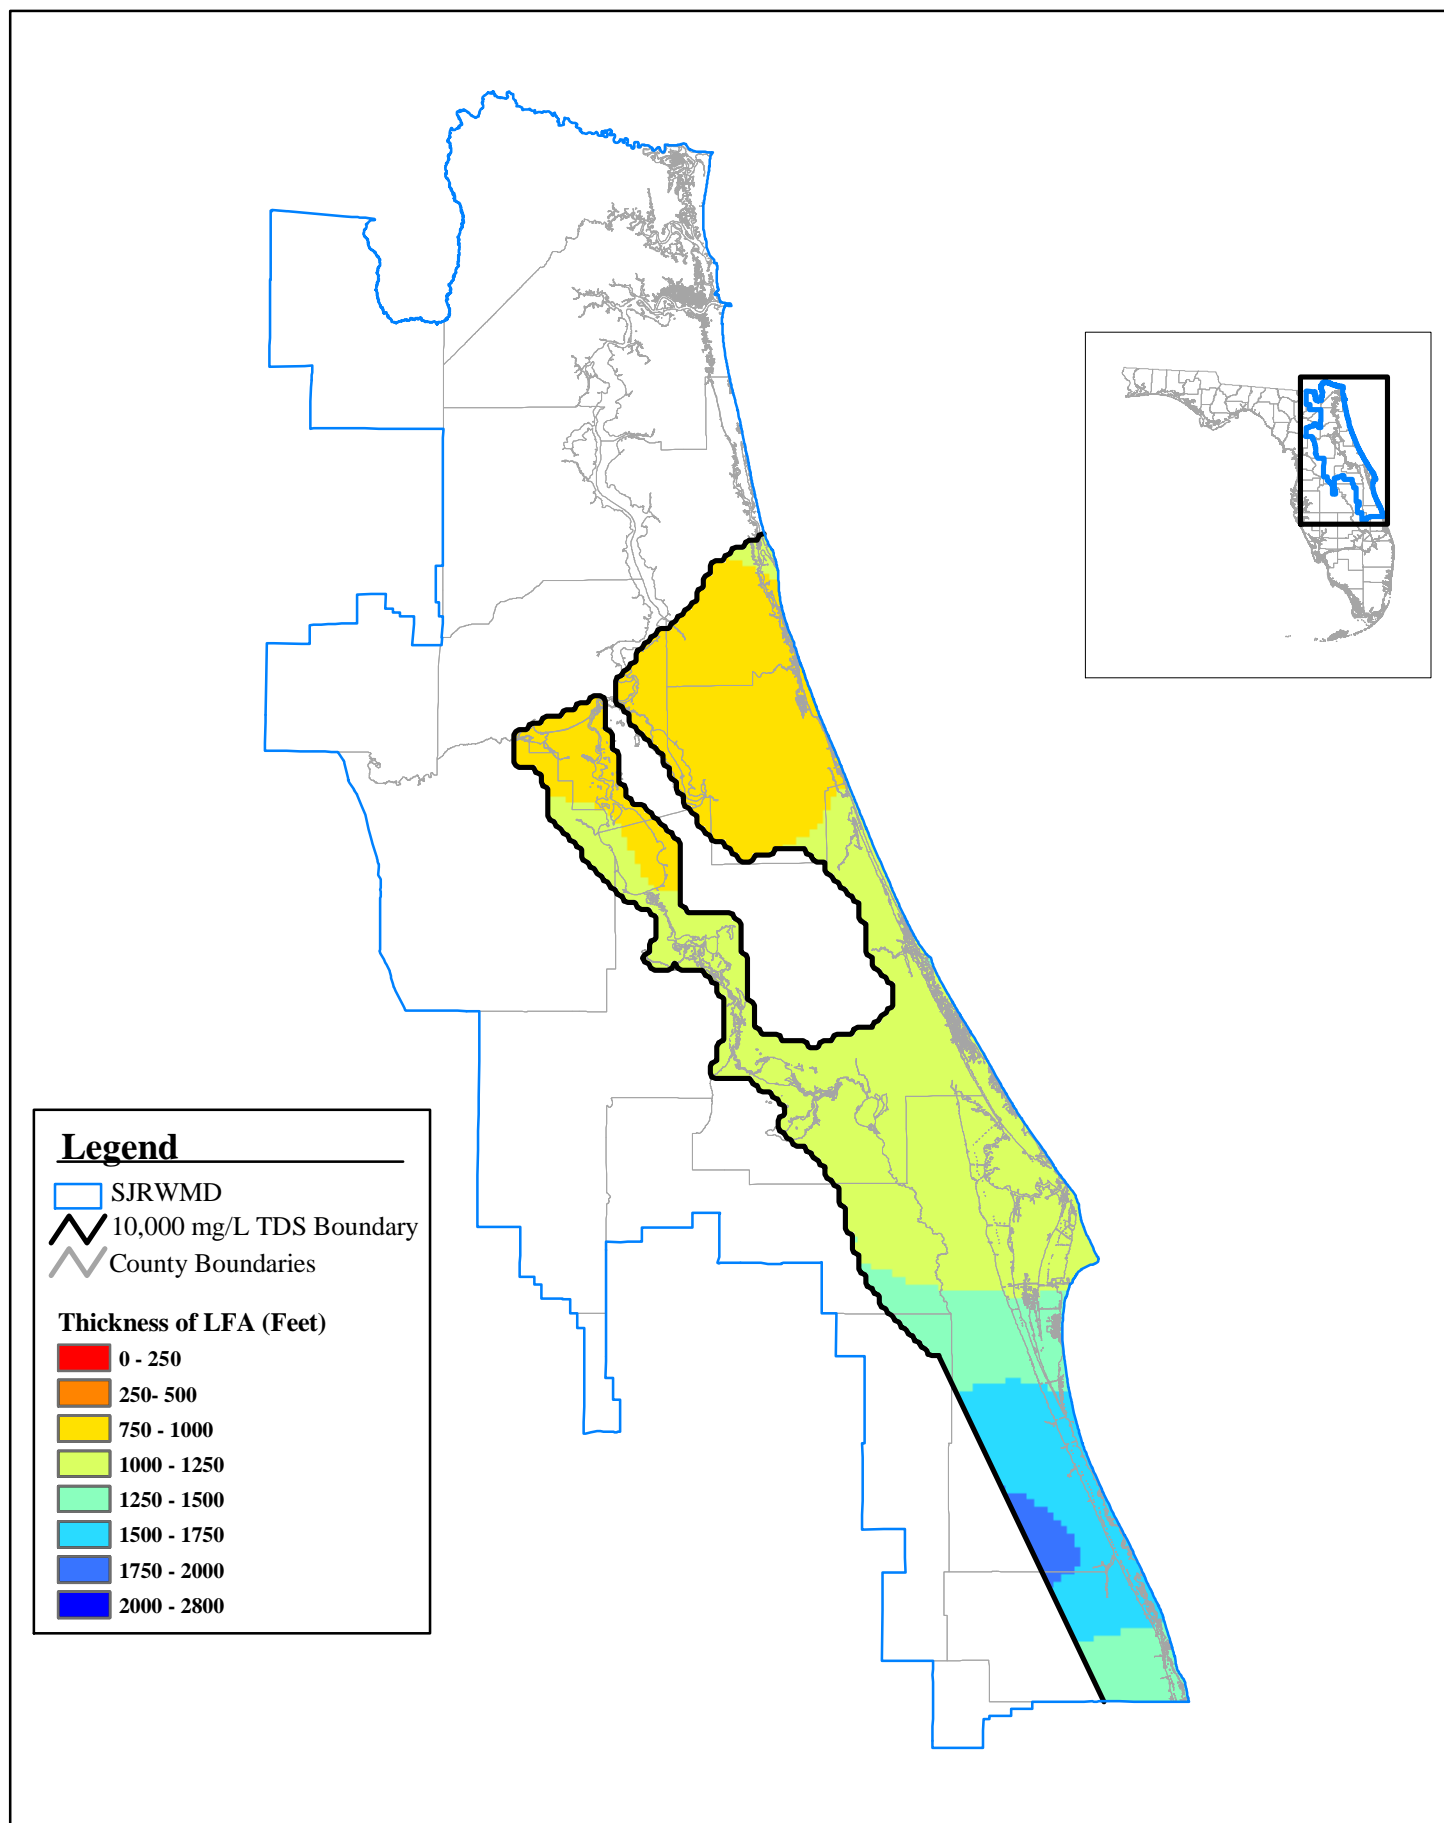 Legend
SJRWMD
10,000 mg/L TDS Boundary
County Boundaries
Thickness of LFA (Feet)
0 - 250
250- 500
750 - 1000
1000 - 1250
1250 - 1500
1500 - 1750
1750 - 2000
2000 - 2800